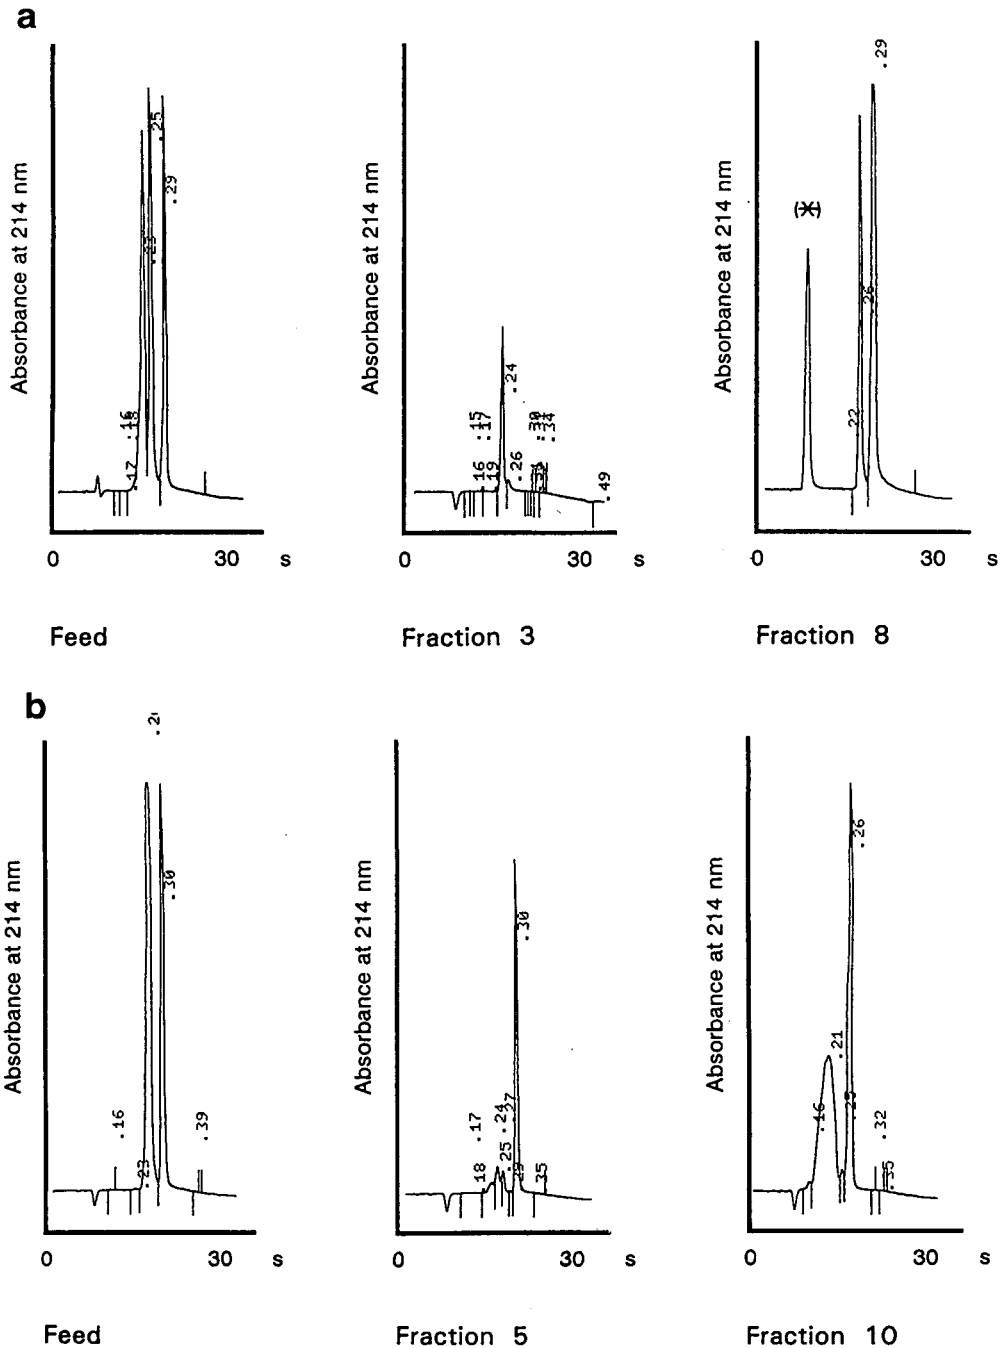 a
Absorbance at 214 nm
.25
.29
.23
.16
.18
.17
0 30 s
Feed
Absorbance at 214 nm
.24
.15
.17
.30
.34
.16
.19
.26
.49
0 30 s
Fraction 3
Absorbance at 214 nm
.29
(*)
.26
.22
0 30 s
Fraction 8
b
Absorbance at 214 nm
.30
.16
.39
.23
0 30 s
Feed
Absorbance at 214 nm
.30
.27
.24
.17
.25
.18
.35
0 30 s
Fraction 5
Absorbance at 214 nm
.26
.21
.16
.25
.32
.35
0 30 s
Fraction 10